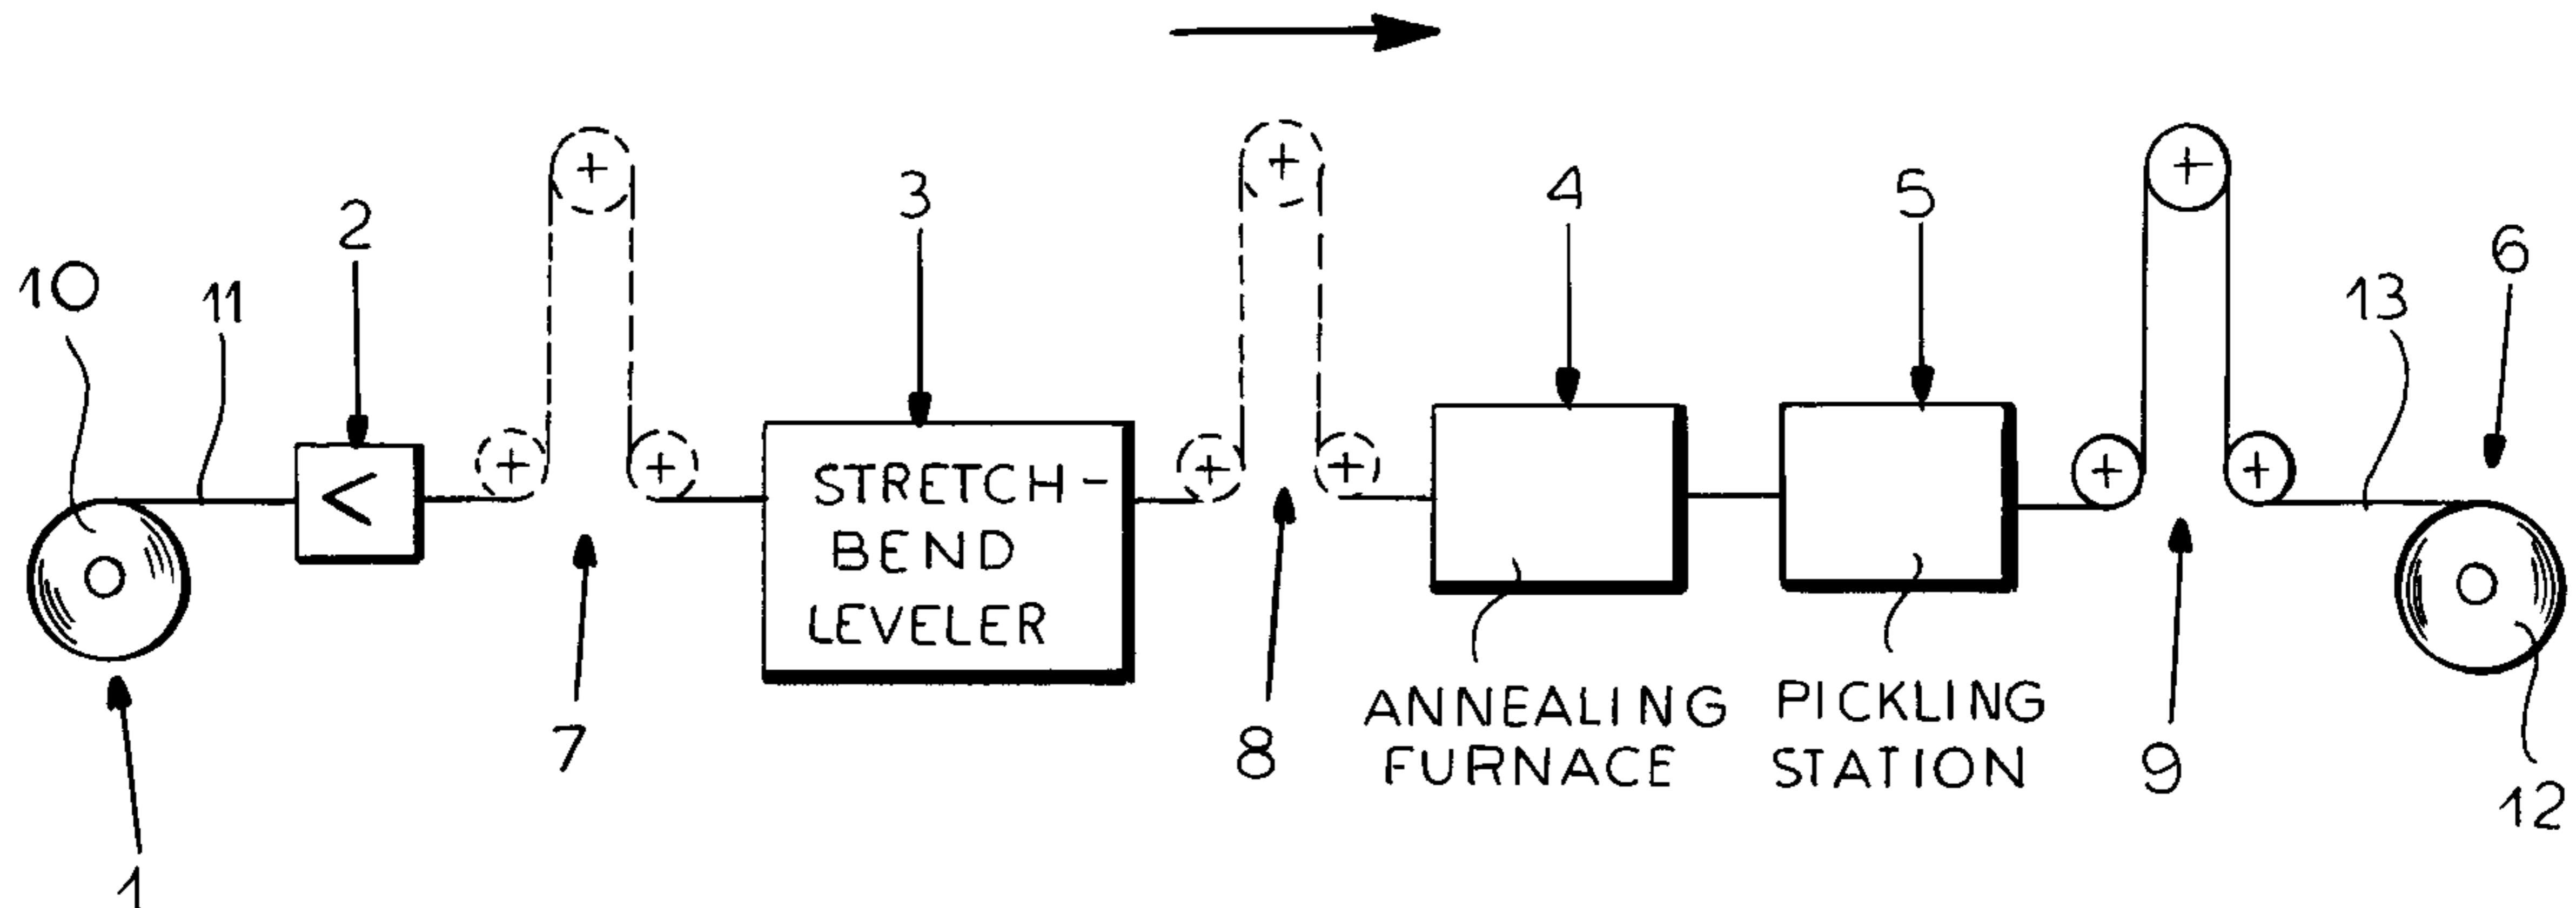 10
11
2
3
4
5
13
6
<
STRETCH-
BEND
LEVELER
1
7
8
ANNEALING
FURNACE
PICKLING
STATION
9
12